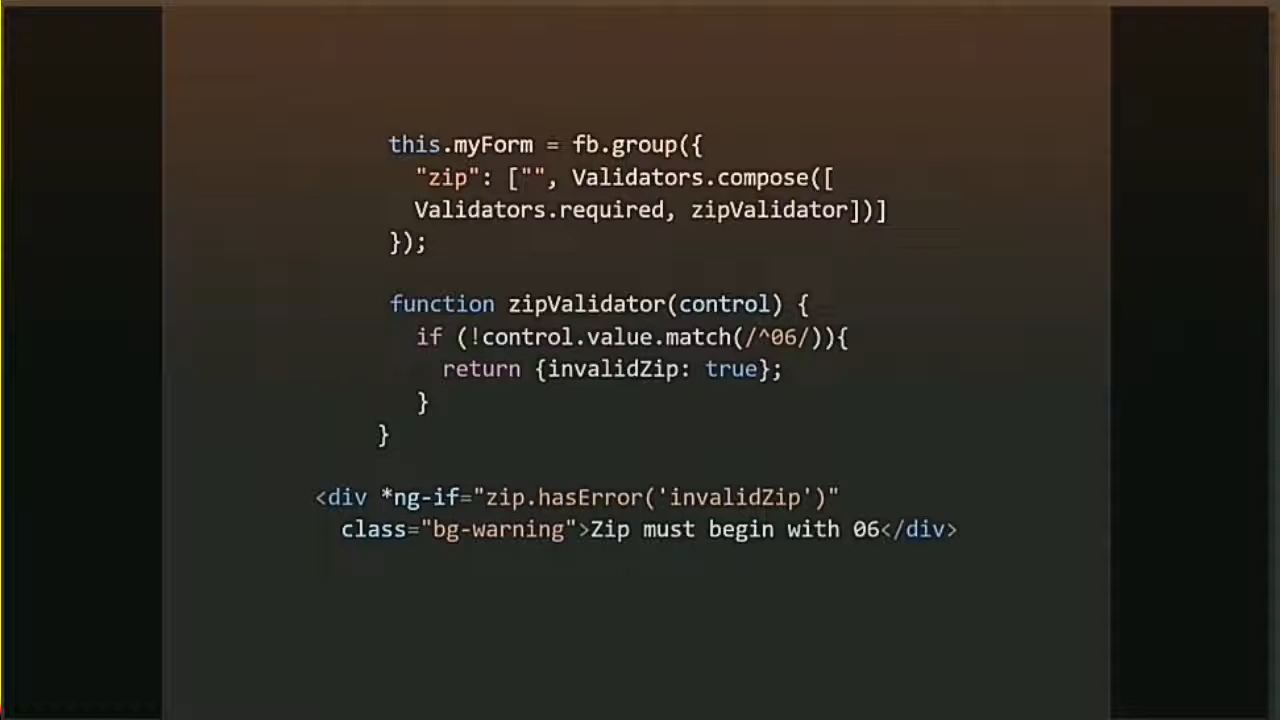 this.myForm = fb.group({
"zip": ["", Validators.compose([
Validators.required, zipValidator])]
});
function zipValidator(control) {
if (!control.value.match(/^06/)){
return {invalidZip: true};
}
}
<div *ng-if="zip.hasError('invalidZip')"
class="bg-warning">Zip must begin with 06</div>